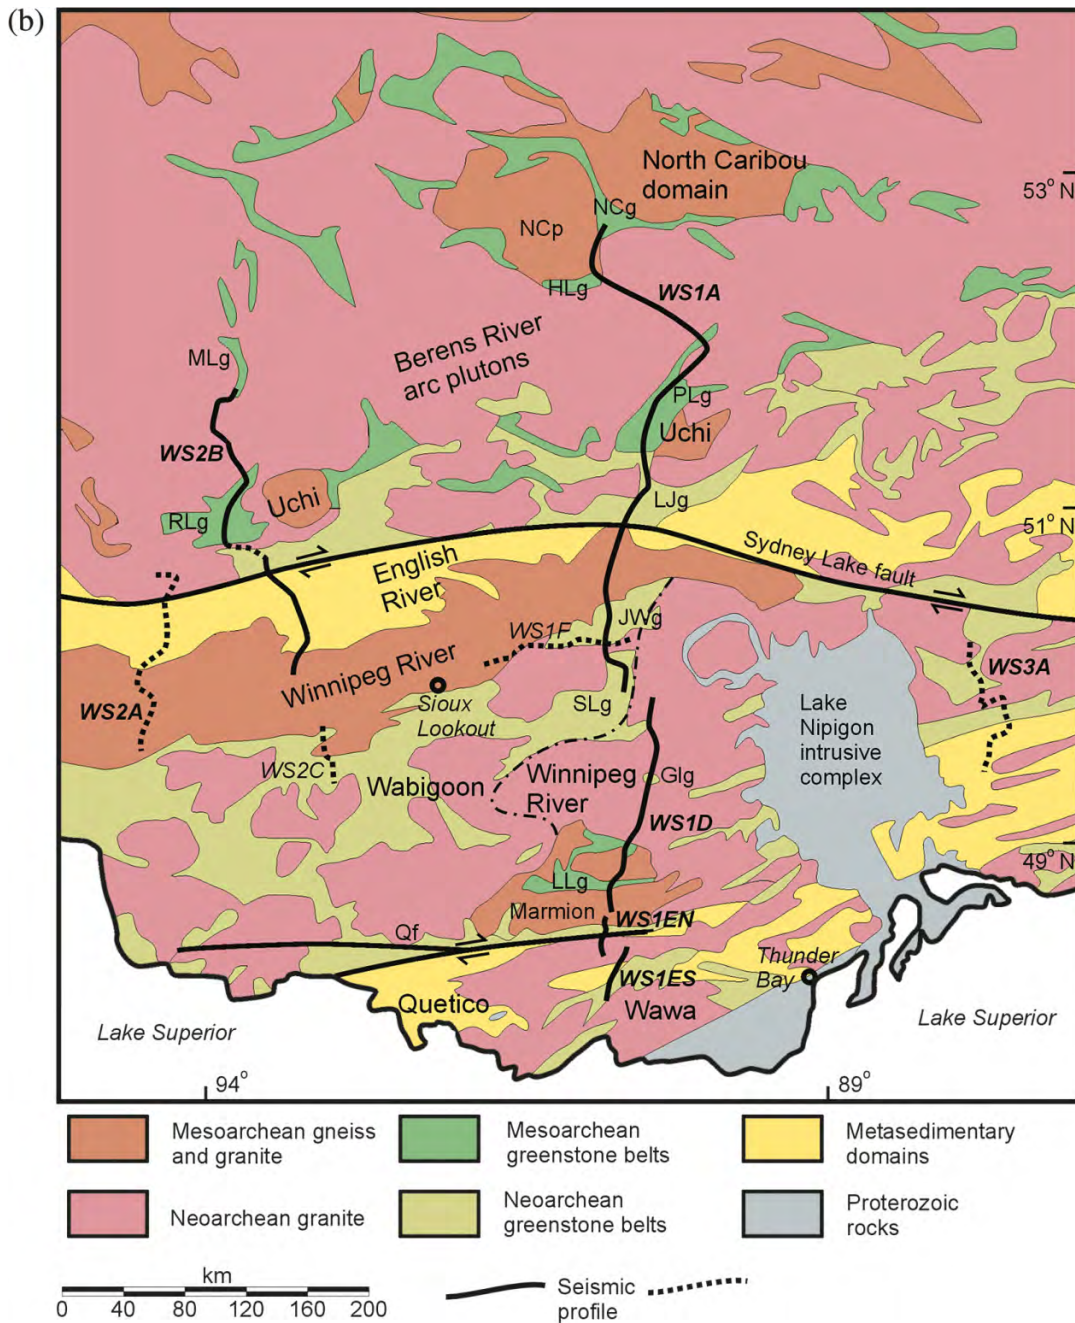 (b)
North Caribou
domain
53° N
NCg
NCp
HLg
WS1A
Berens River
arc plutons
MLg
PLg
Uchi
WS2B
Uchi
LJg
RLg
51° N
Sydney Lake fault
English
River
JWg
WS1F
Winnipeg River
WS3A
WS2A
Sioux
Lookout
SLg
Lake
Nipigon
intrusive
complex
WS2C
Wabigoon
Winnipeg
River
GIg
WS1D
49° N
LLg
Marmion
WS1EN
Qf
Thunder
Bay
WS1ES
Quetico
Wawa
Lake Superior
Lake Superior
94°
89°
Mesoarchean gneiss
and granite
Mesoarchean
greenstone belts
Metasedimentary
domains
Neoarchean granite
Neoarchean
greenstone belts
Proterozoic
rocks
km
0 40 80 120 160 200
Seismic
profile